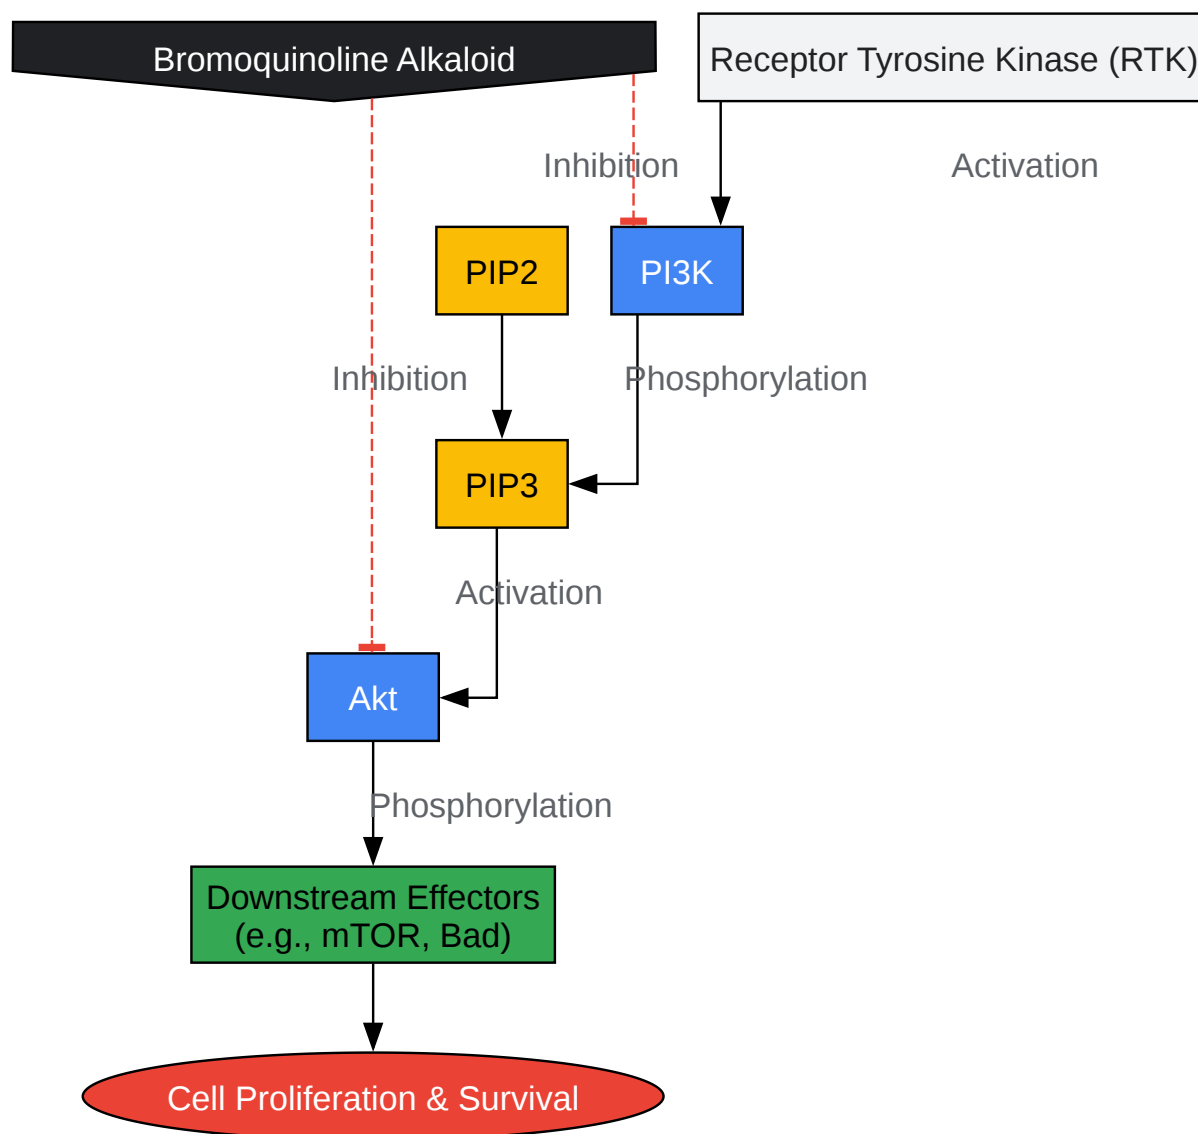 Bromoquinoline Alkaloid
Receptor Tyrosine Kinase (RTK)
Inhibition
Activation
PIP2
PI3K
Inhibition
Phosphorylation
PIP3
Activation
Akt
Phosphorylation
Downstream Effectors
(e.g., mTOR, Bad)
Cell Proliferation & Survival